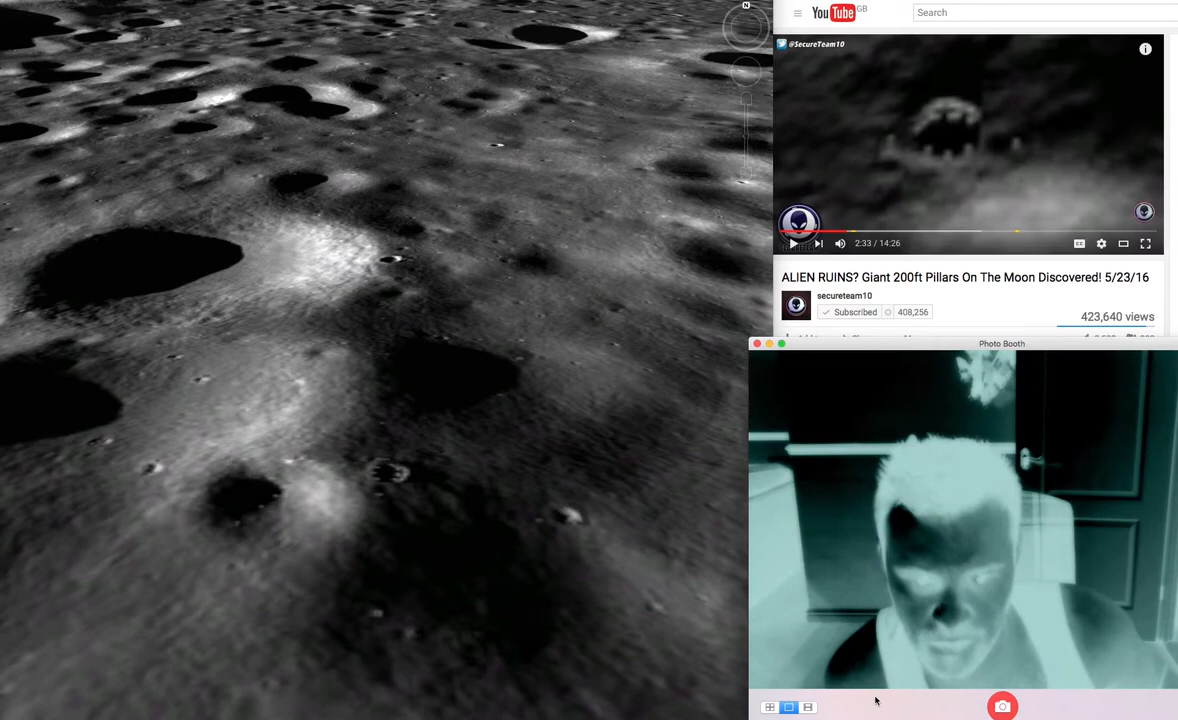 N
YouTube GB
Search
@SecureTeam10
2:33 / 14:26
CC
ALIEN RUINS? Giant 200ft Pillars On The Moon Discovered! 5/23/16
secureteam10
Subscribed 408,256
423,640 views
Photo Booth